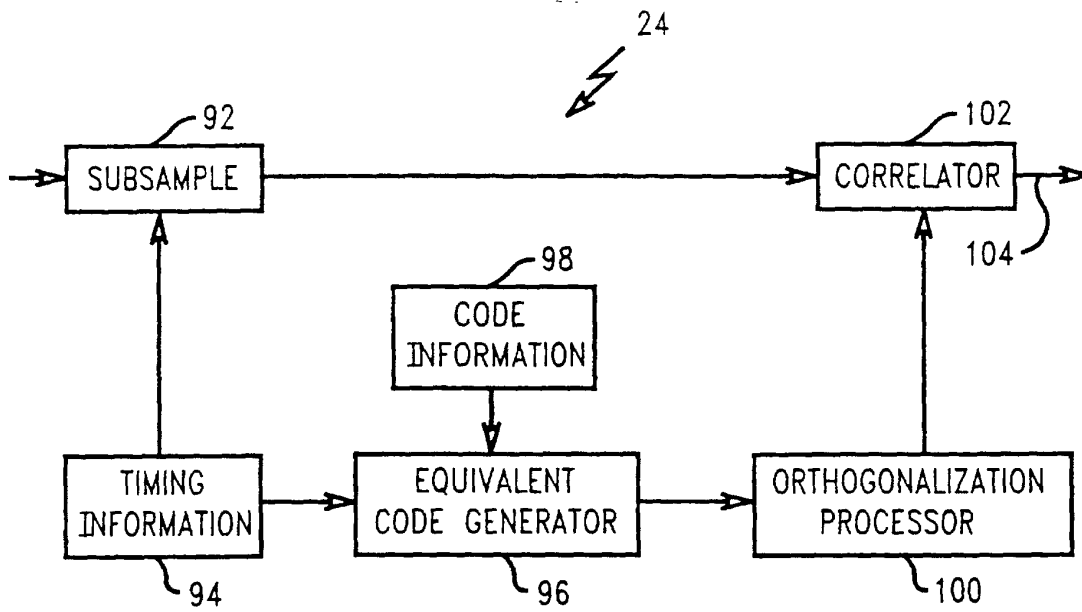 24
92
102
SUBSAMPLE
CORRELATOR
104
98
CODE
INFORMATION
TIMING
INFORMATION
EQUIVALENT
CODE GENERATOR
ORTHOGONALIZATION
PROCESSOR
94
96
100